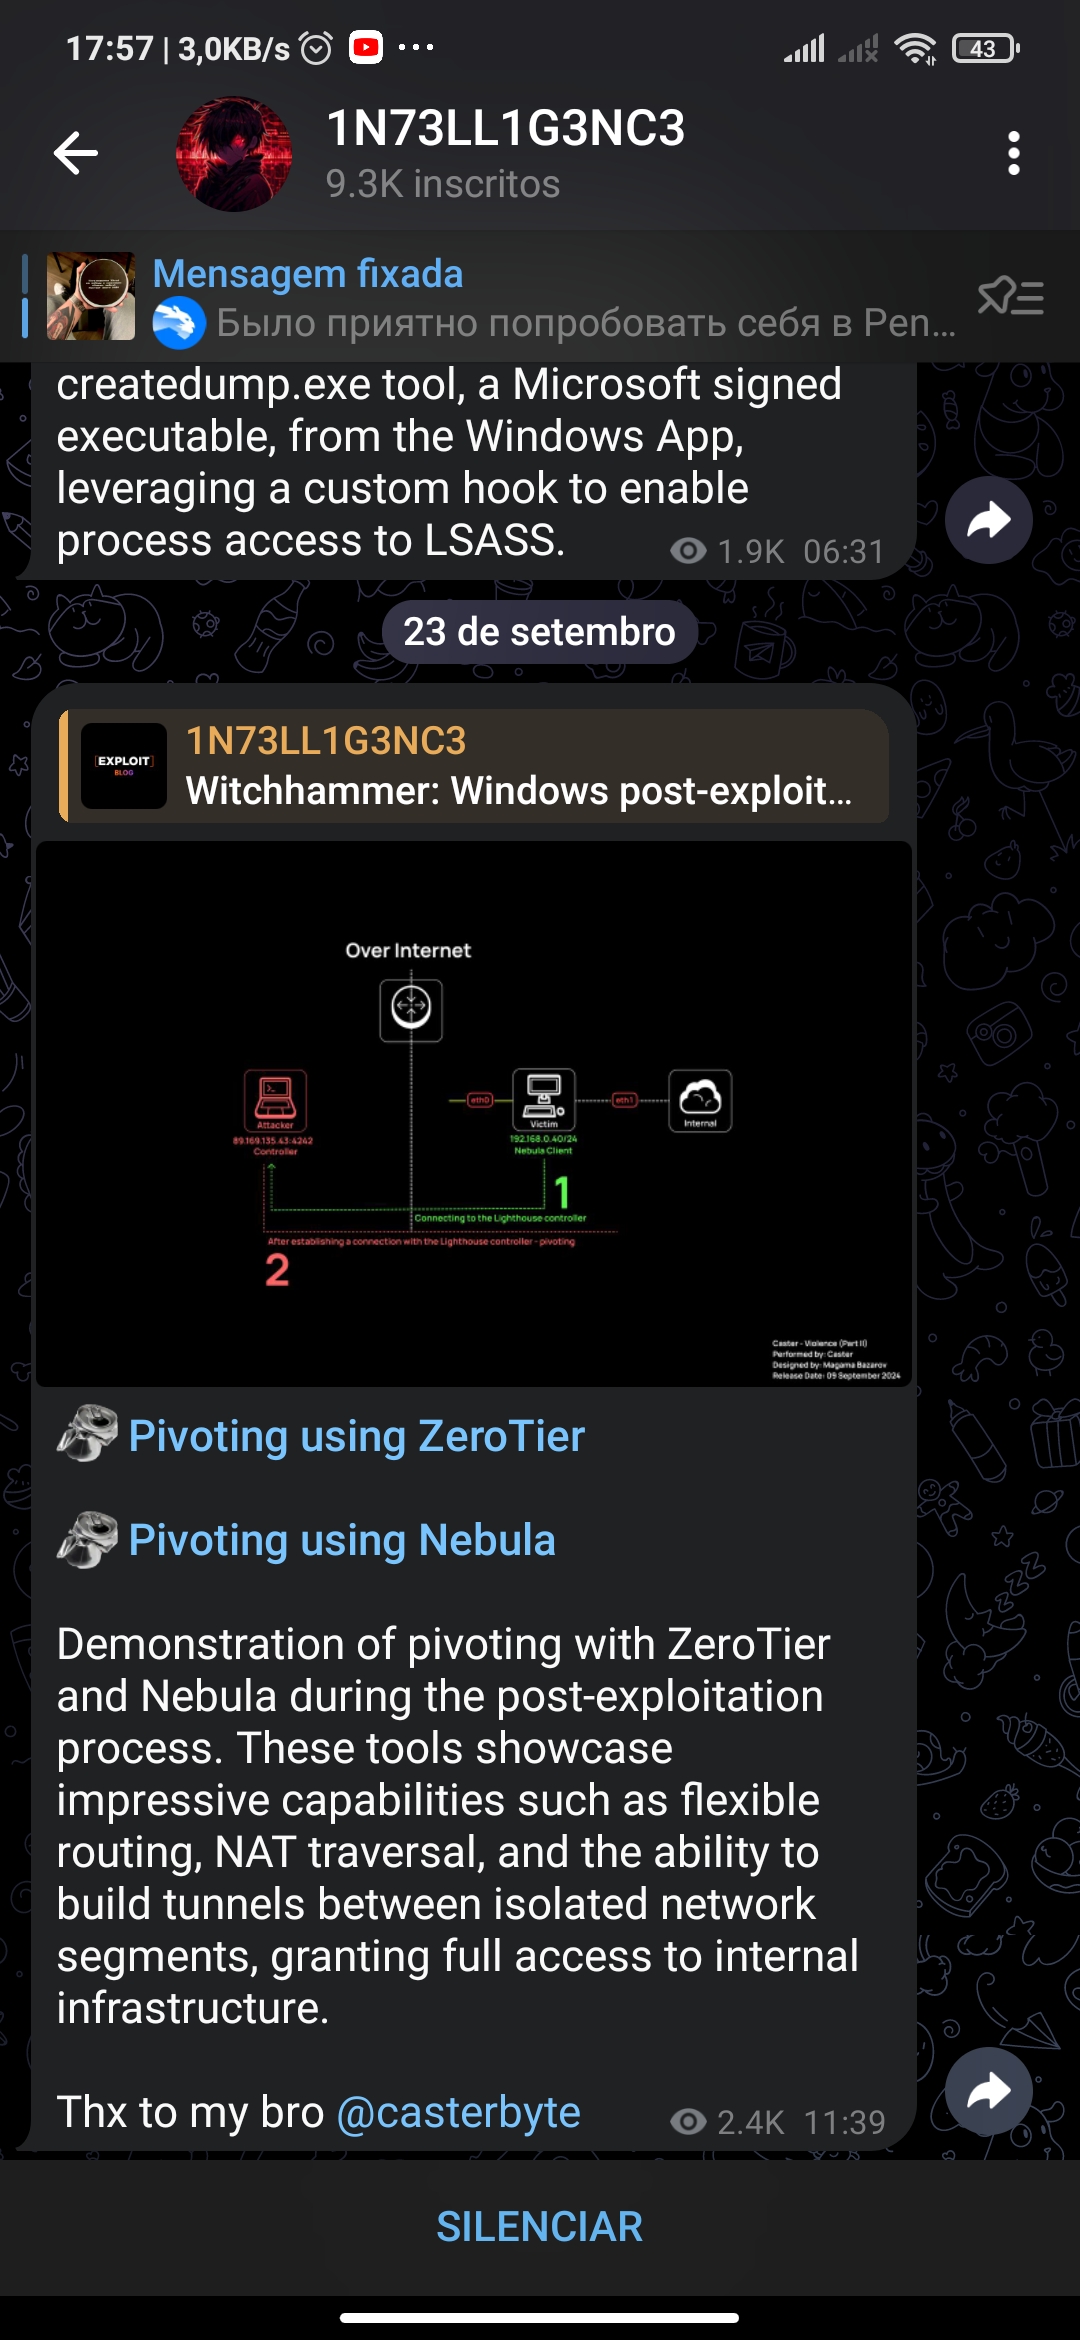 17:57 | 3,0KB/s
43
1N73LL1G3NC3
9.3K inscritos
Mensagem fixada
Было приятно попробовать себя в Pen...
createdump.exe tool, a Microsoft signed
executable, from the Windows App,
leveraging a custom hook to enable
process access to LSASS.
1.9K 06:31
23 de setembro
[EXPLOIT]
BLOG
1N73LL1G3NC3
Witchhammer: Windows post-exploit...
Over Internet
Attacker
89.169.135.43:4242
Controller
eth0
Victim
192.168.0.40/24
Nebula Client
eth1
Internal
1
Connecting to the Lighthouse controller
After establishing a connection with the Lighthouse controller - pivoting
2
Caster - Violence (Part II)
Performed by: Caster
Designed by: Magama Bazarov
Release Date: 09 September 2024
Pivoting using ZeroTier
Pivoting using Nebula
Demonstration of pivoting with ZeroTier
and Nebula during the post-exploitation
process. These tools showcase
impressive capabilities such as flexible
routing, NAT traversal, and the ability to
build tunnels between isolated network
segments, granting full access to internal
infrastructure.
Thx to my bro @casterbyte
2.4K 11:39
SILENCIAR